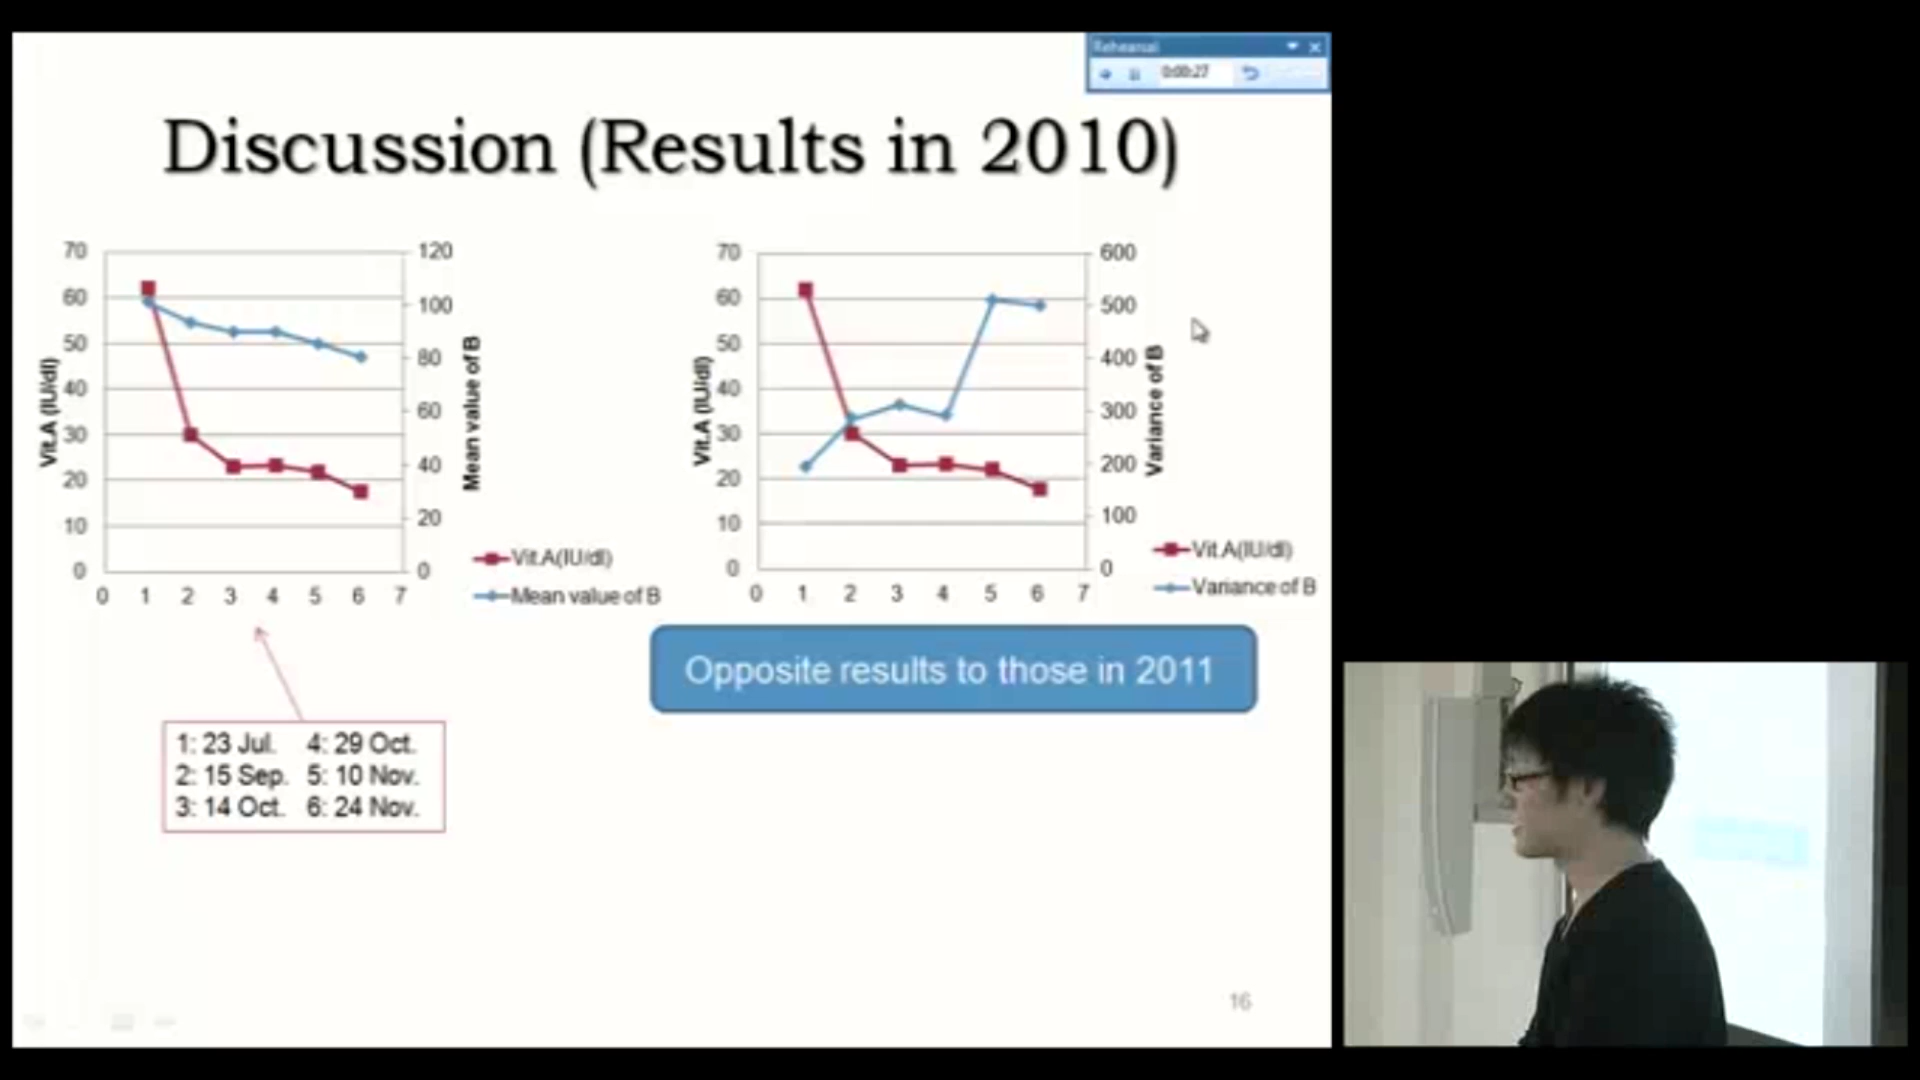 Rehearsal
0:00:27
Discussion (Results in 2010)
70
60
50
40
30
20
10
0
Vit.A (IU/dl)
120
100
80
60
40
20
0
Mean value of B
0 1 2 3 4 5 6 7
Vit.A(IU/dl)
Mean value of B
70
60
50
40
30
20
10
0
Vit.A (IU/dl)
600
500
400
300
200
100
0
Variance of B
0 1 2 3 4 5 6 7
Vit.A(IU/dl)
Variance of B
Opposite results to those in 2011
1: 23 Jul. 4: 29 Oct.
2: 15 Sep. 5: 10 Nov.
3: 14 Oct. 6: 24 Nov.
16